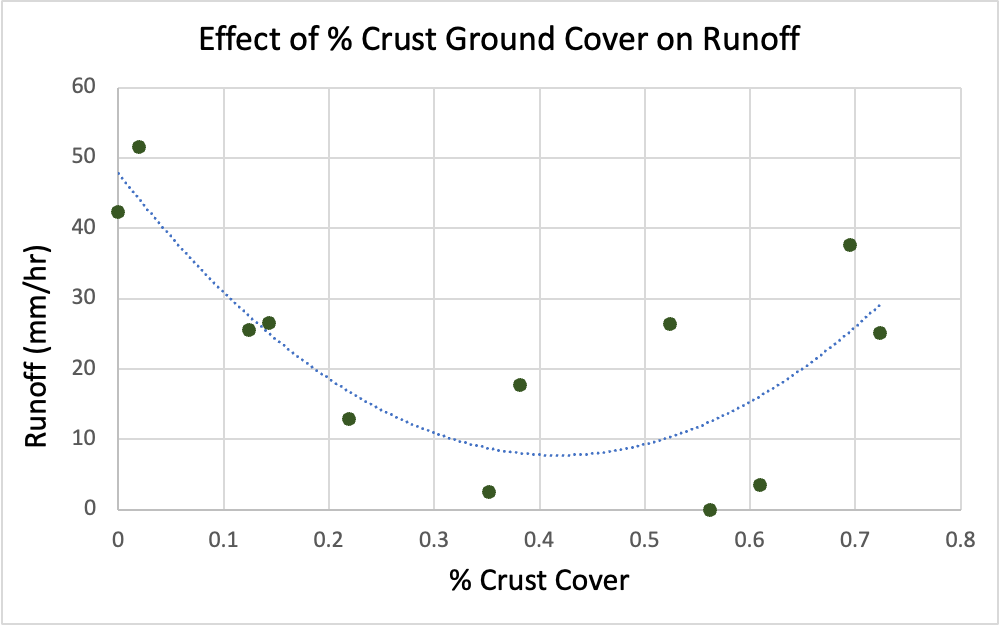 Effect of % Crust Ground Cover on Runoff
60
50
40
30
20
10
0
Runoff (mm/hr)
0 0.1 0.2 0.3 0.4 0.5 0.6 0.7 0.8
% Crust Cover